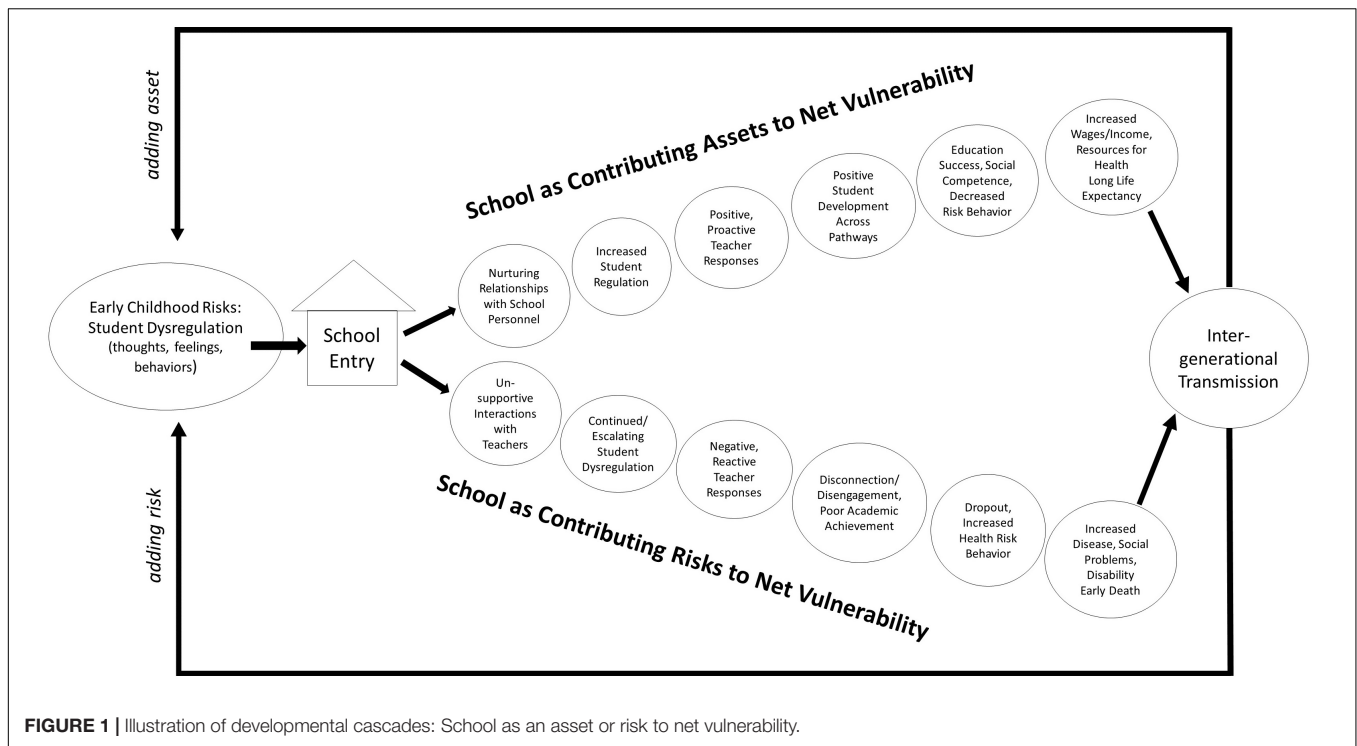 adding asset
School as Contributing Assets to Net Vulnerability
Early Childhood Risks:
Student Dysregulation
(thoughts, feelings,
behaviors)
School
Entry
Nurturing
Relationships
with School
Personnel
Increased
Student
Regulation
Positive,
Proactive
Teacher
Responses
Positive
Student
Development
Across
Pathways
Education
Success, Social
Competence,
Decreased
Risk Behavior
Increased
Wages/Income,
Resources for
Health
Long Life
Expectancy
Inter-
generational
Transmission
Un-
supportive
Interactions
with
Teachers
Continued/
Escalating
Student
Dysregulation
Negative,
Reactive
Teacher
Responses
Disconnection/
Disengagement,
Poor Academic
Achievement
Dropout,
Increased
Health Risk
Behavior
Increased
Disease, Social
Problems,
Disability
Early Death
adding risk
School as Contributing Risks to Net Vulnerability
FIGURE 1 | Illustration of developmental cascades: School as an asset or risk to net vulnerability.